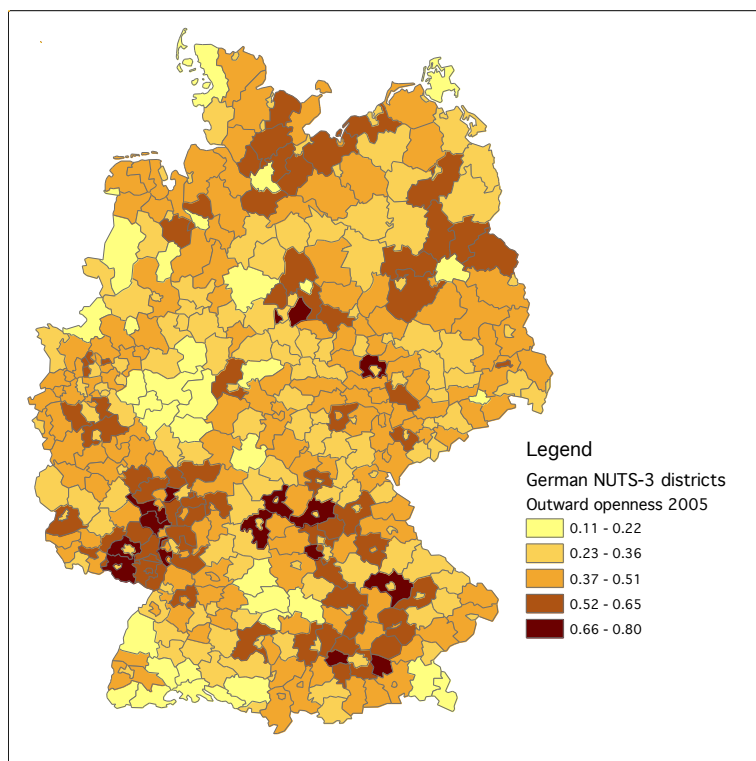 Legend
German NUTS-3 districts
Outward openness 2005
0.11 - 0.22
0.23 - 0.36
0.37 - 0.51
0.52 - 0.65
0.66 - 0.80